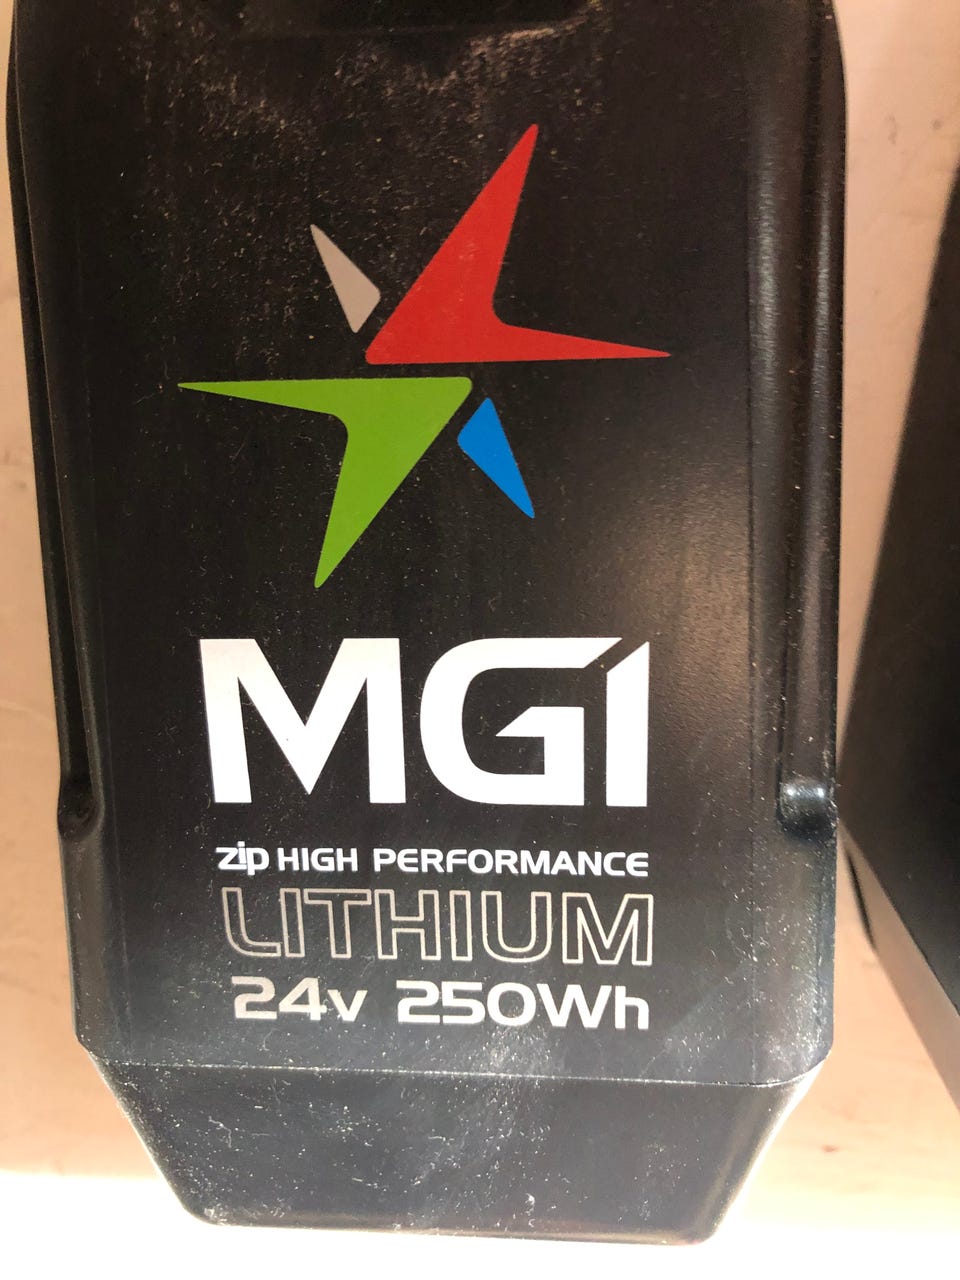 MGI
zip HIGH PERFORMANCE
LITHIUM
24v 250Wh